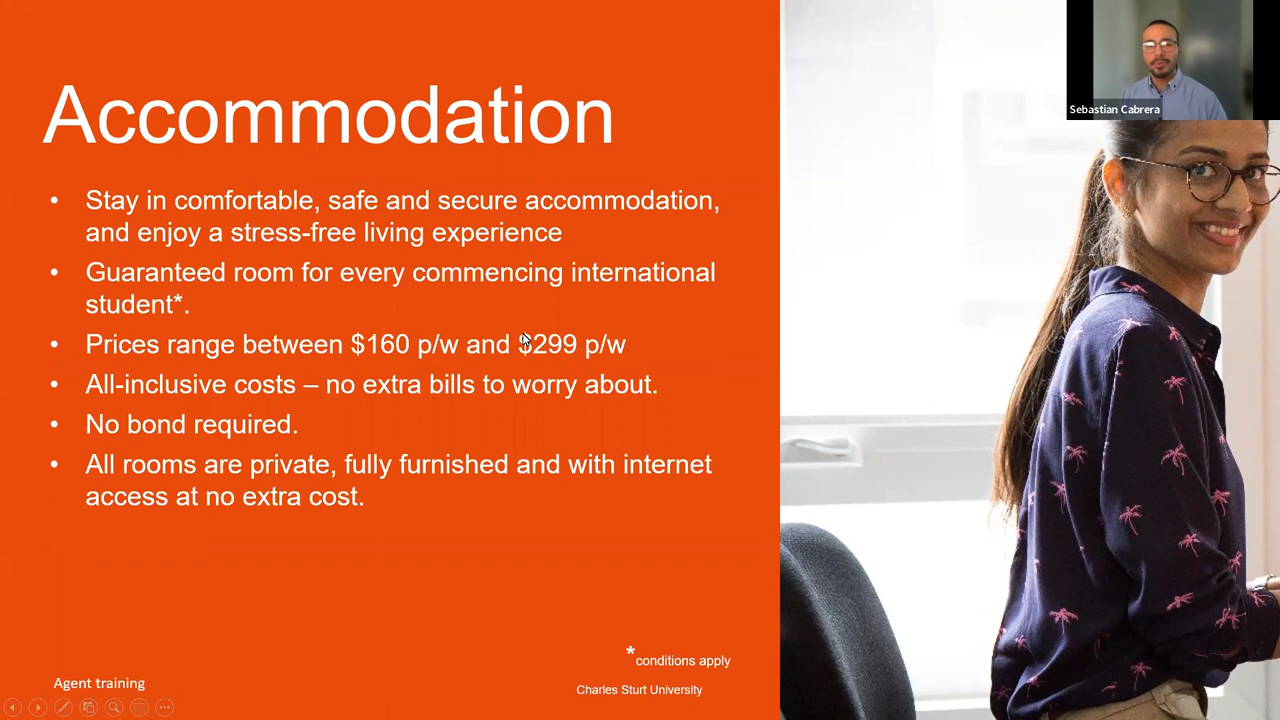 Sebastian Cabrera
Accommodation
• Stay in comfortable, safe and secure accommodation,
and enjoy a stress-free living experience
• Guaranteed room for every commencing international
student*.
• Prices range between $160 p/w and $299 p/w
• All-inclusive costs – no extra bills to worry about.
• No bond required.
• All rooms are private, fully furnished and with internet
access at no extra cost.
*conditions apply
Agent training
Charles Sturt University